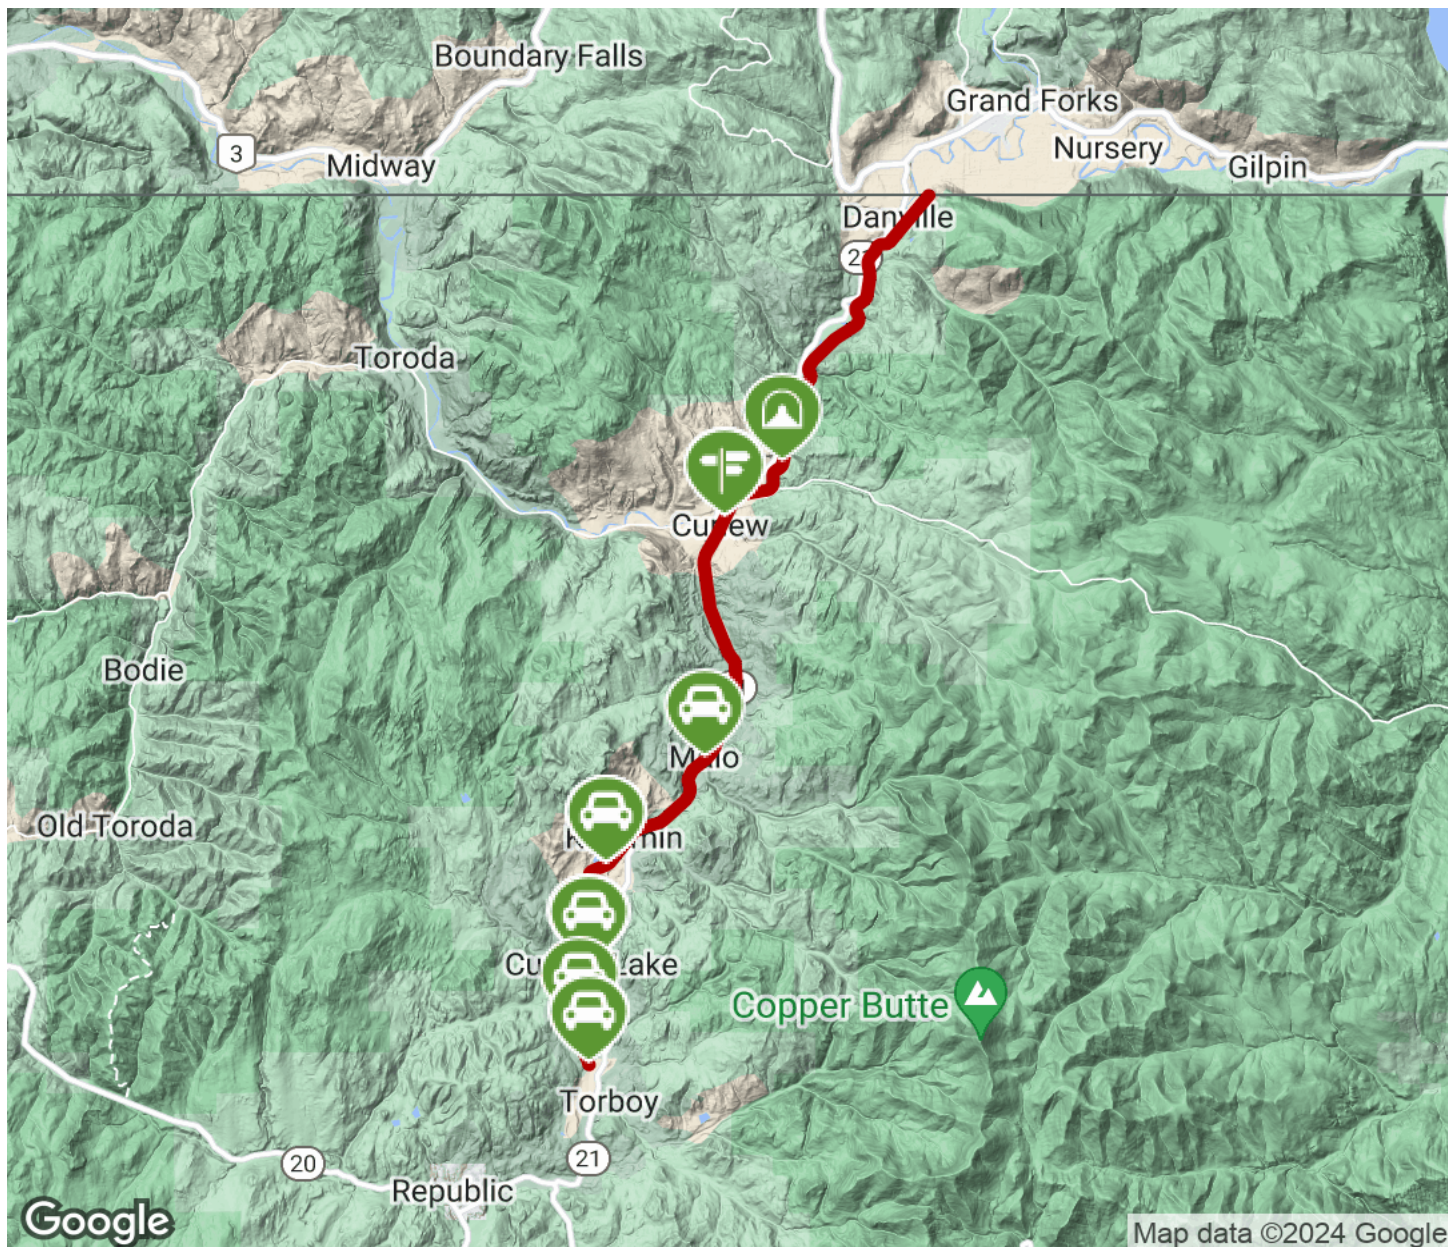 Boundary Falls
Grand Forks
3
Midway
Nursery
Gilpin
Danville
Toroda
Bodie
Old Toroda
Copper Butte
Torboy
20
21
Republic
Google
Map data ©2024 Google